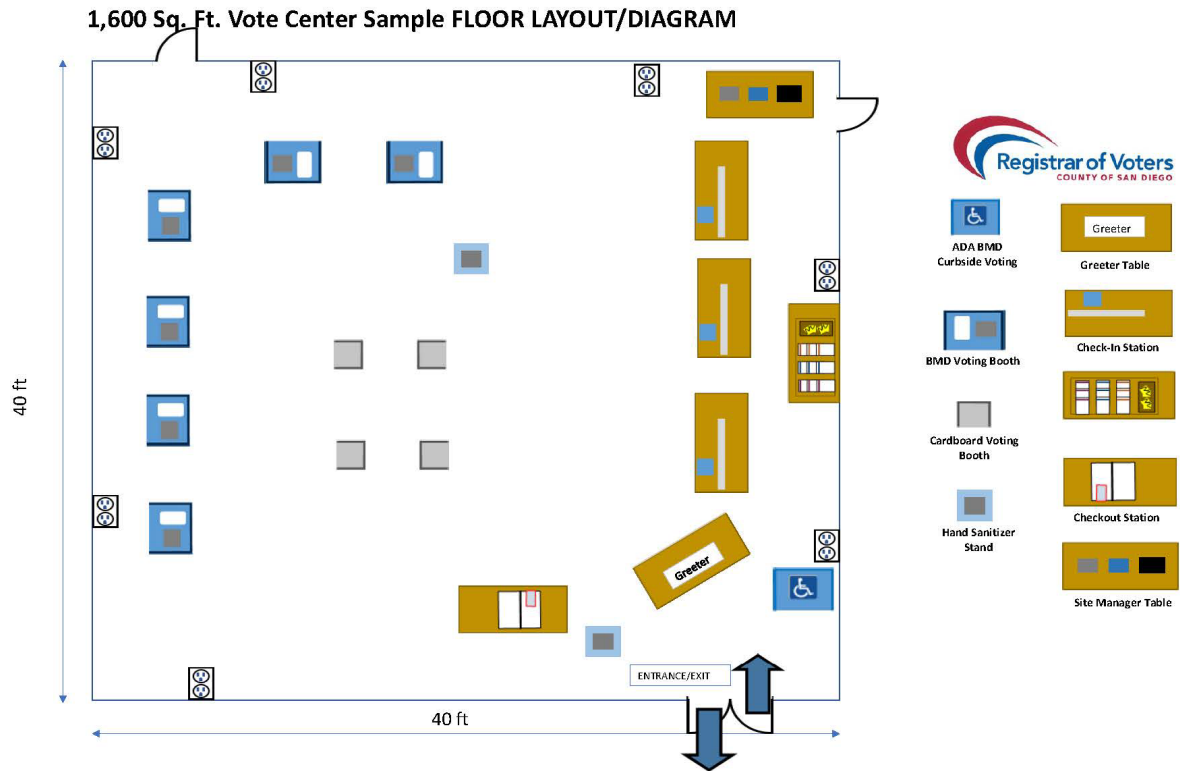 1,600 Sq. Ft. Vote Center Sample FLOOR LAYOUT/DIAGRAM
Registrar of Voters
COUNTY OF SAN DIEGO
ADA BMD
Curbside Voting
Greeter
Greeter Table
BMD Voting Booth
Check-In Station
40 ft
Cardboard Voting
Booth
Checkout Station
Hand Sanitizer
Stand
Greeter
Site Manager Table
ENTRANCE/EXIT
40 ft